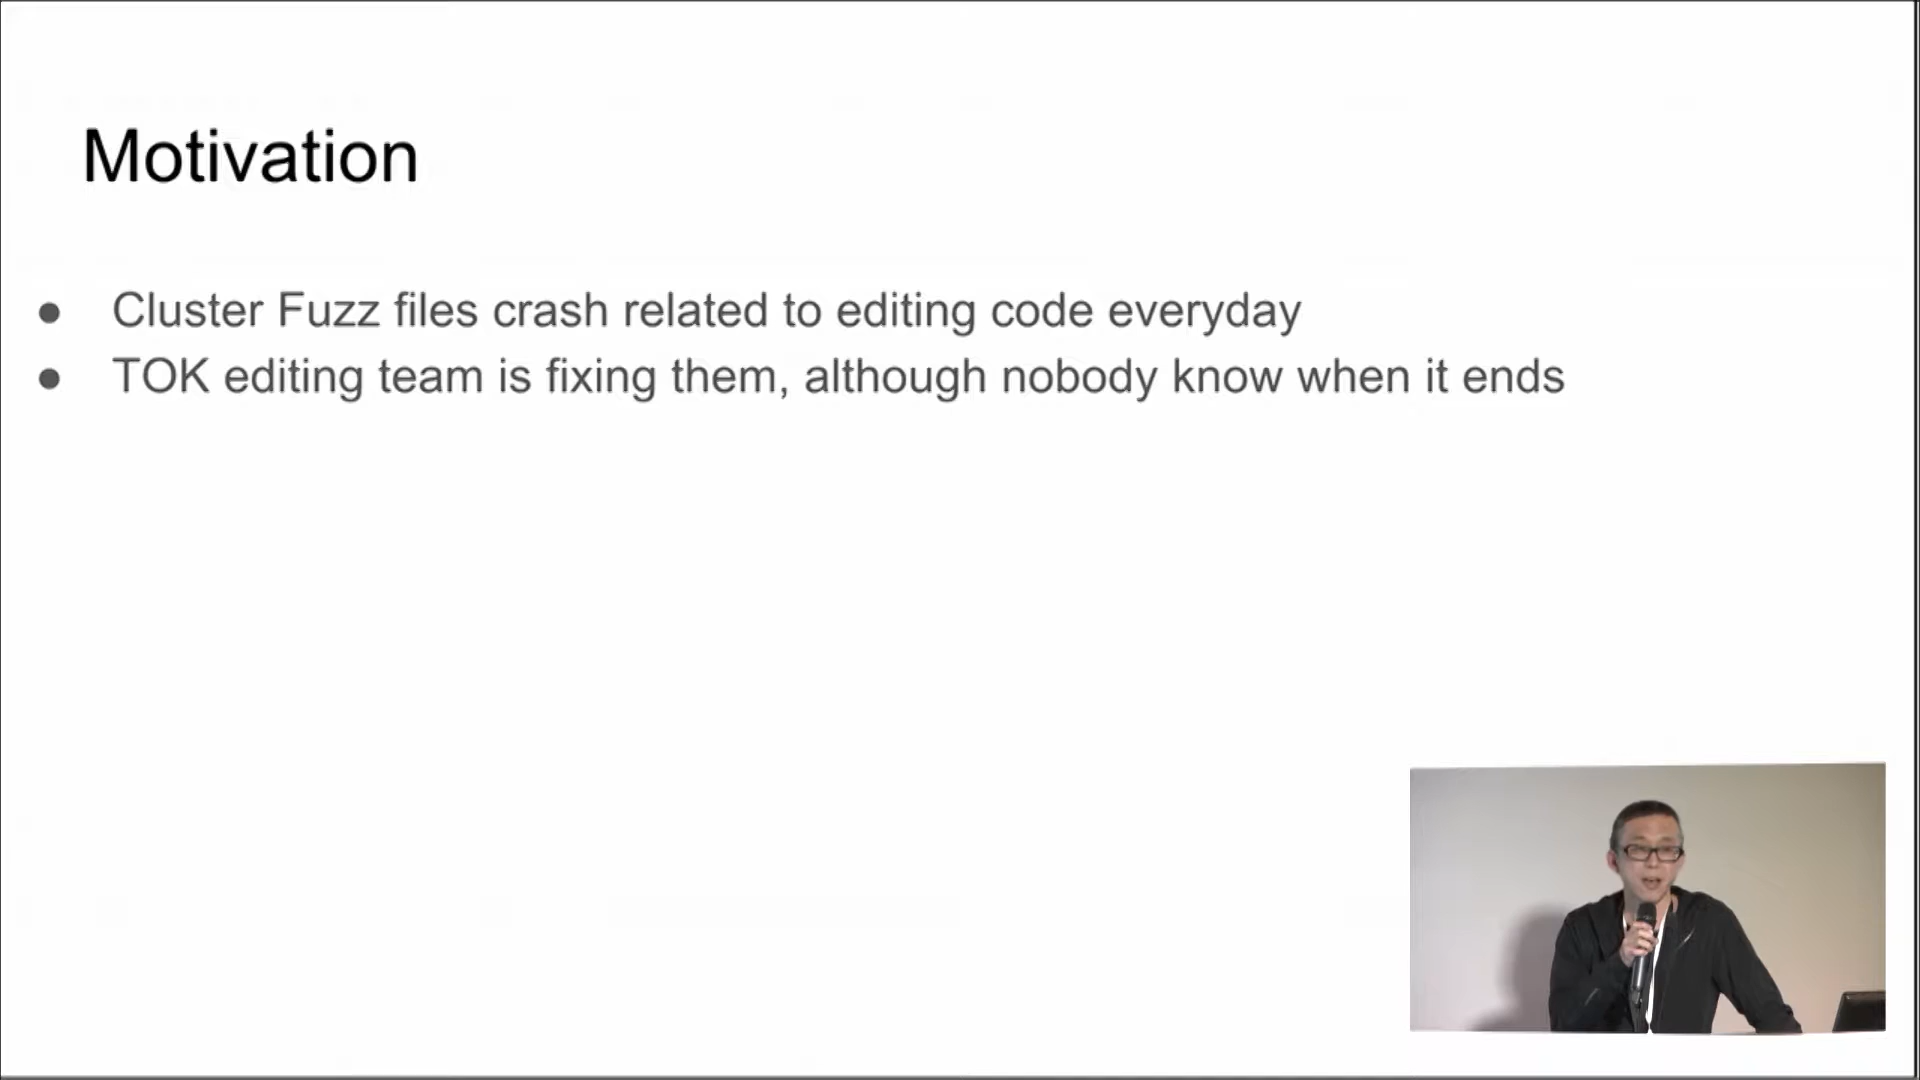 Motivation
● Cluster Fuzz files crash related to editing code everyday
● TOK editing team is fixing them, although nobody know when it ends